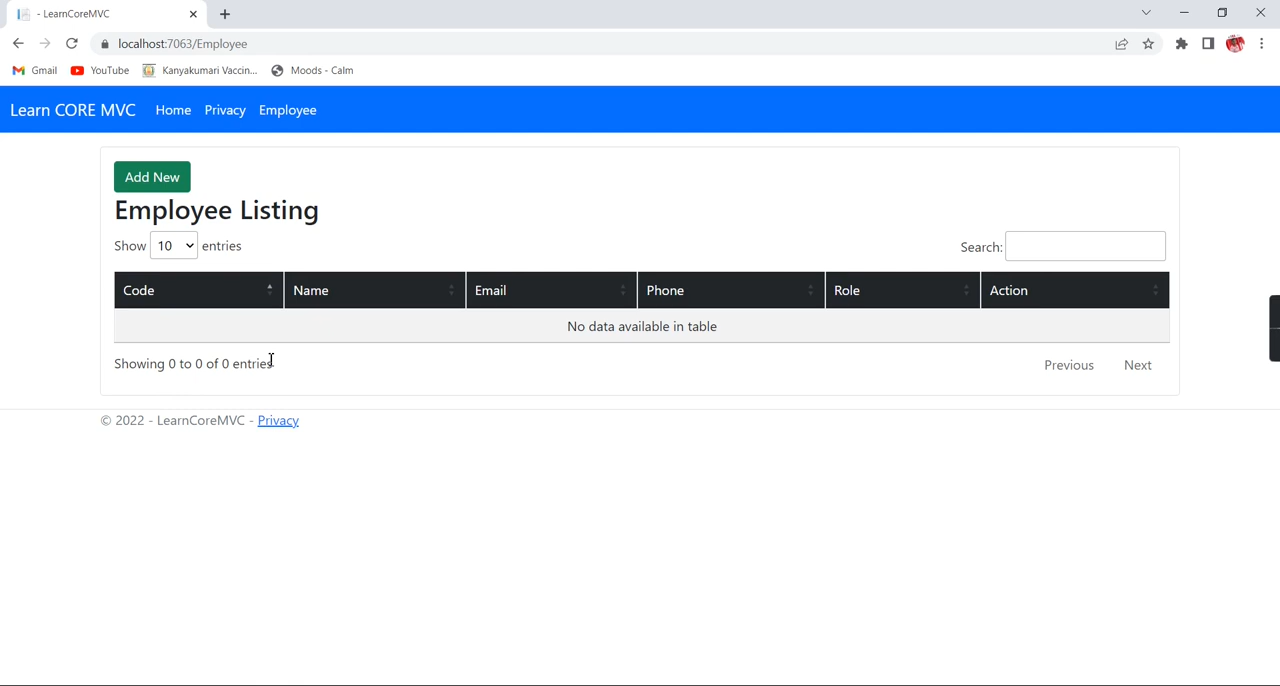 - LearnCoreMVC
localhost:7063/Employee
Gmail YouTube Kanyakumari Vaccin... Moods - Calm
Learn CORE MVC Home Privacy Employee
Add New
Employee Listing
Show 10 entries Search:
Code Name Email Phone Role Action
No data available in table
Showing 0 to 0 of 0 entries Previous Next
© 2022 - LearnCoreMVC - Privacy